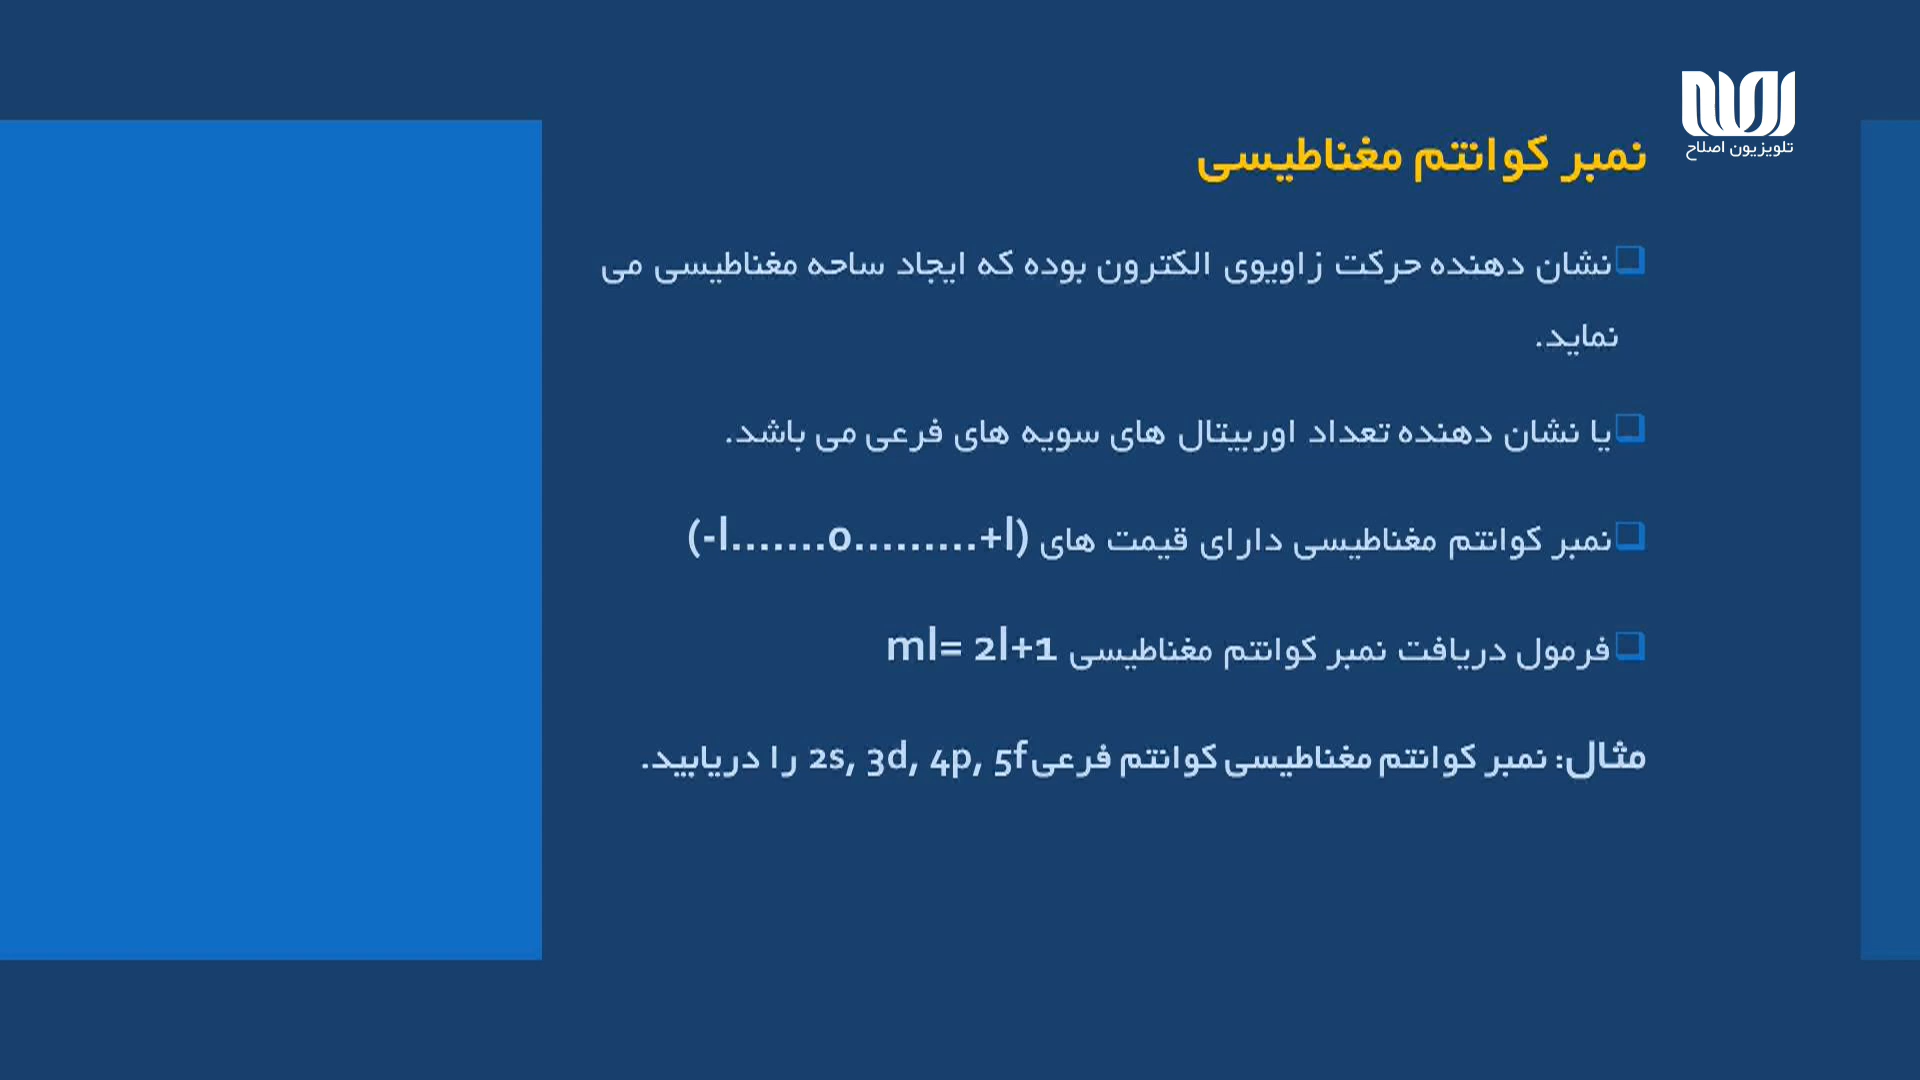 تلویزیون اصلاح
نمبر کوانتم مغناطیسی
نشان دهنده حرکت زاویوی الکترون بوده که ایجاد ساحه مغناطیسی می
نماید.
یا نشان دهنده تعداد اوربیتال های سویه های فرعی می باشد.
نمبر کوانتم مغناطیسی دارای قیمت های (-l.......0.........+l)
فرمول دریافت نمبر کوانتم مغناطیسی ml= 2l+1
مثال: نمبر کوانتم مغناطیسی کوانتم فرعی 2s, 3d, 4p, 5f را دریابید.